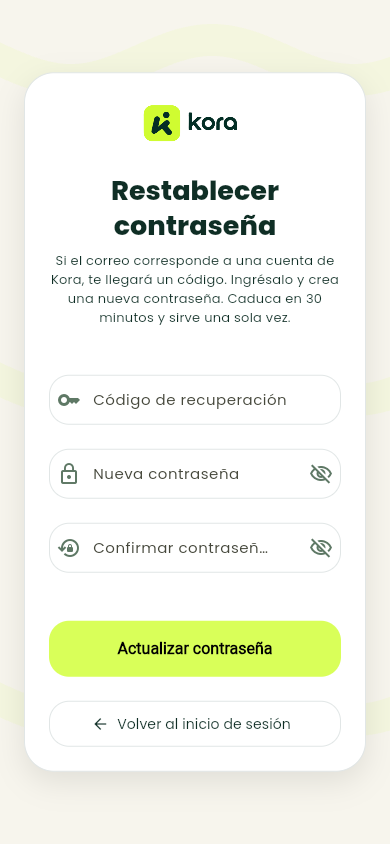 kora
Restablecer
contraseña
Si el correo corresponde a una cuenta de
Kora, te llegará un código. Ingrésalo y crea
una nueva contraseña. Caduca en 30
minutos y sirve una sola vez.
Código de recuperación
Nueva contraseña
Confirmar contraseñ...
Actualizar contraseña
Volver al inicio de sesión